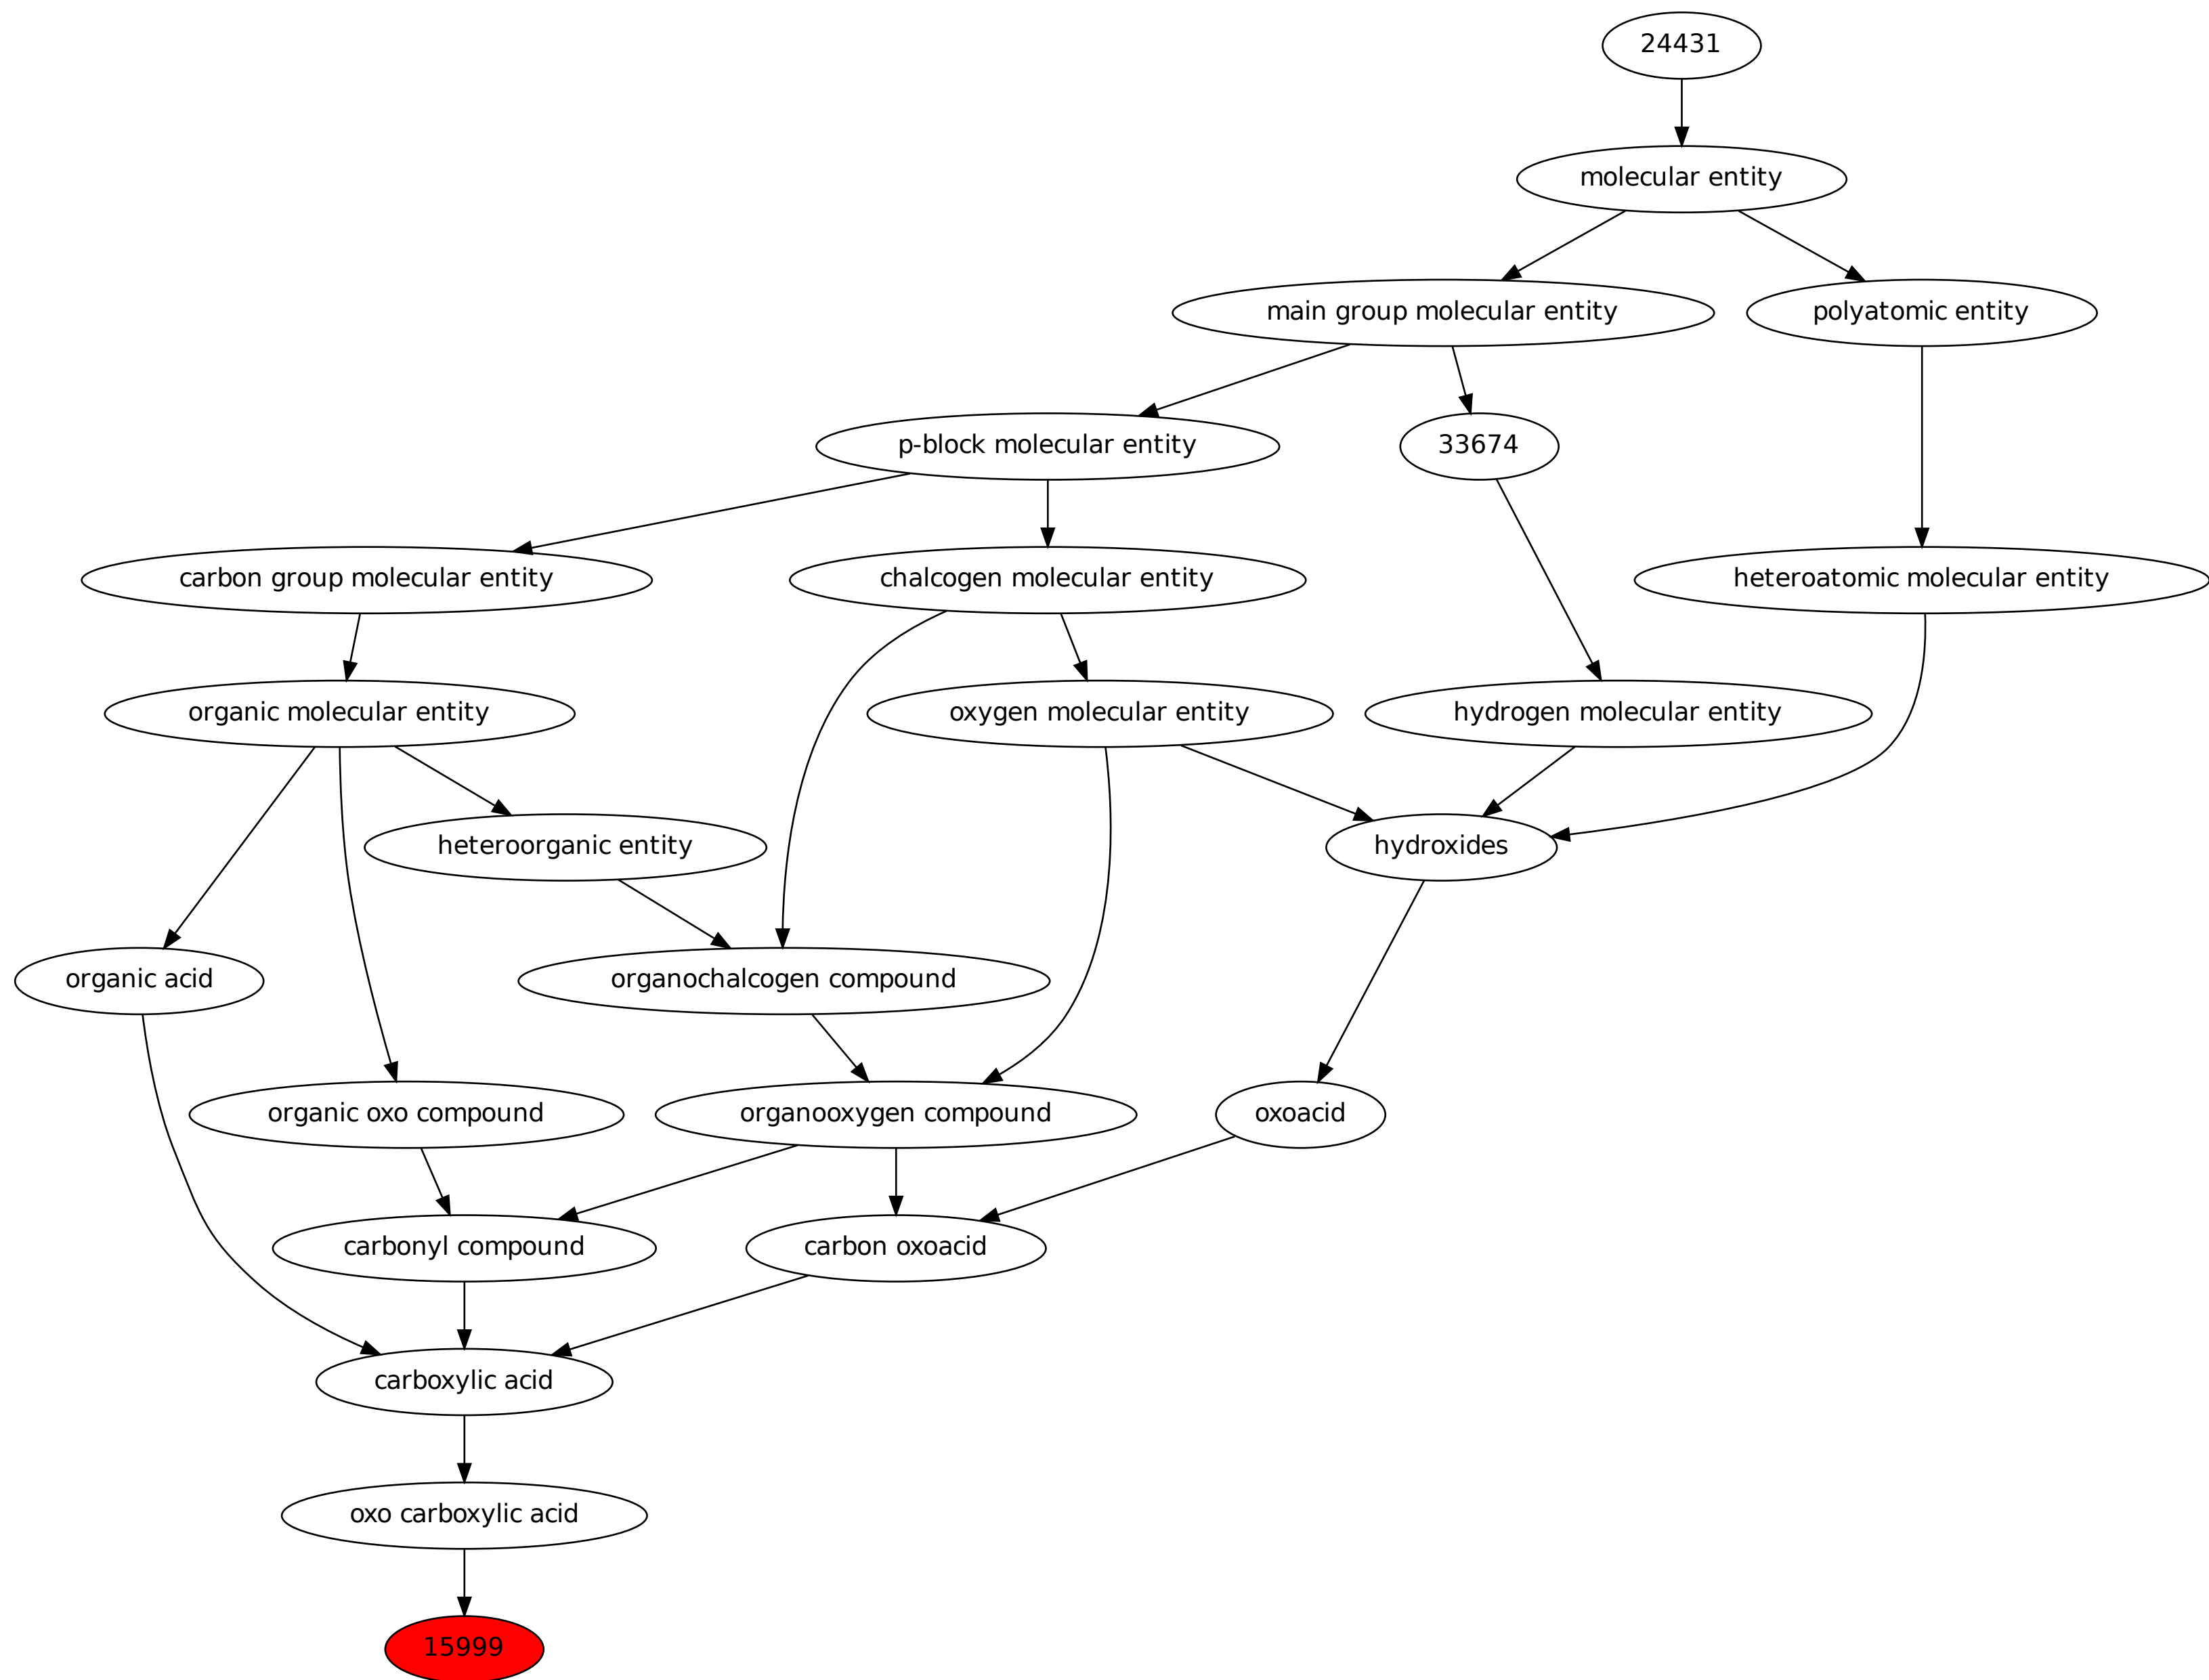 24431
molecular entity
main group molecular entity
polyatomic entity
p-block molecular entity
33674
carbon group molecular entity
chalcogen molecular entity
heteroatomic molecular entity
organic molecular entity
oxygen molecular entity
hydrogen molecular entity
heteroorganic entity
hydroxides
organic acid
organochalcogen compound
organic oxo compound
organooxygen compound
oxoacid
carbonyl compound
carbon oxoacid
carboxylic acid
oxo carboxylic acid
15999